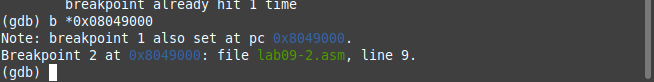 breakpoint already hit 1 time
(gdb) b *0x08049000
Note: breakpoint 1 also set at pc 0x8049000.
Breakpoint 2 at 0x8049000: file lab09-2.asm, line 9.
(gdb)